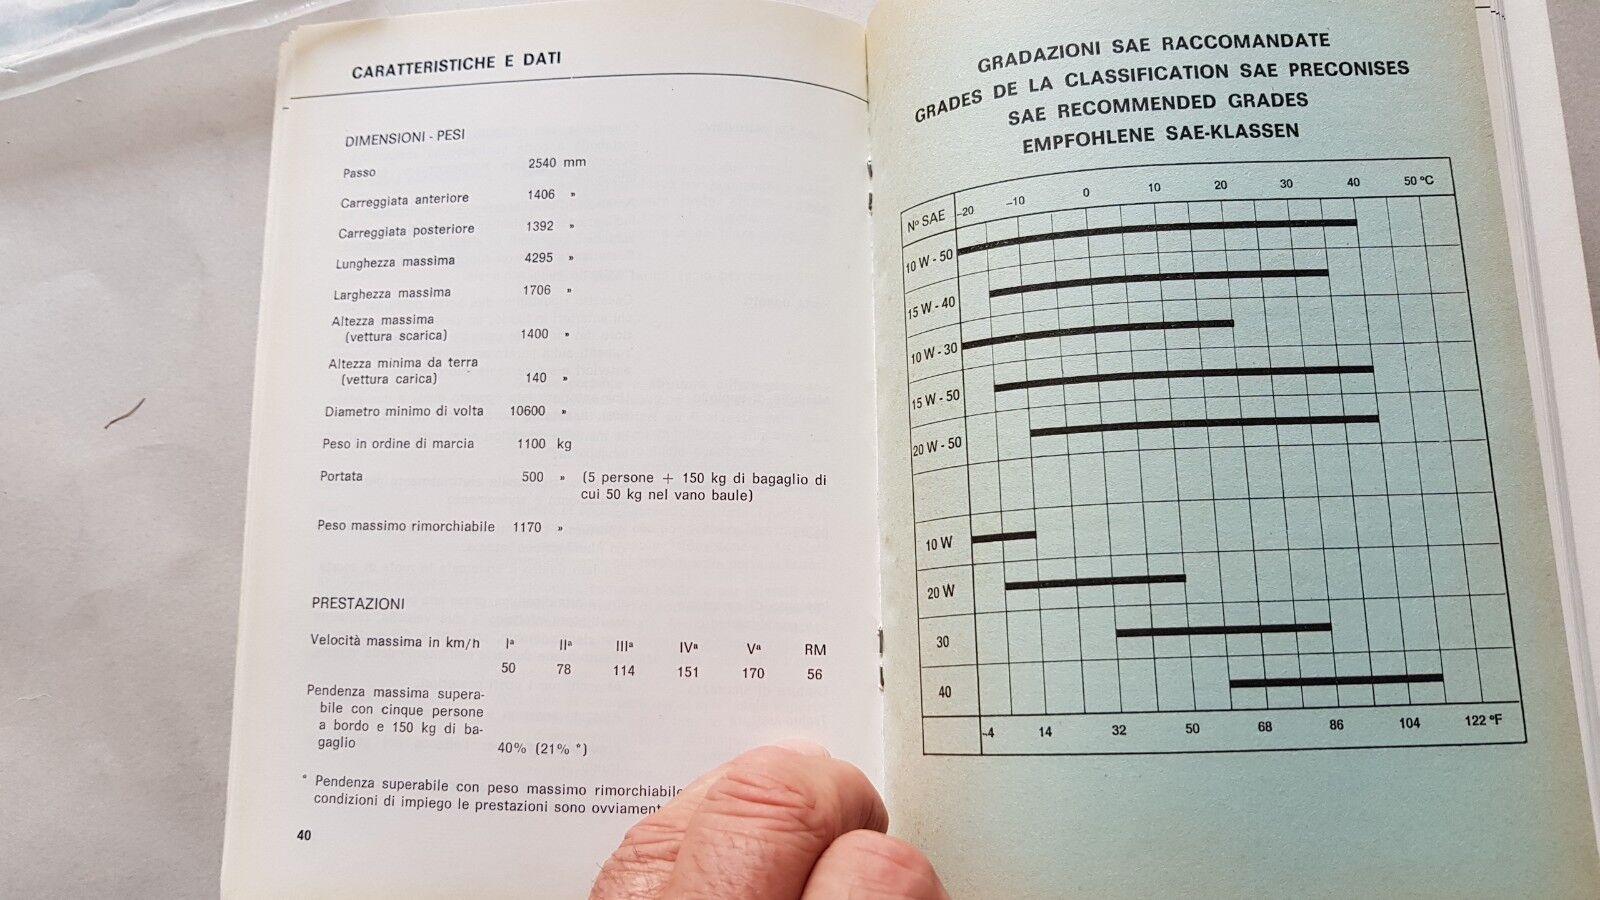 CARATTERISTICHE E DATI
DIMENSIONI - PESI
Passo 2540 mm
Carreggiata anteriore 1406 »
Carreggiata posteriore 1392 »
Lunghezza massima 4295 »
Larghezza massima 1706 »
Altezza massima
(vettura scarica) 1400 »
Altezza minima da terra
(vettura carica) 140 »
Diametro minimo di volta 10600 »
Peso in ordine di marcia 1100 kg
Portata 500 » (5 persone + 150 kg di bagaglio di
cui 50 kg nel vano baule)
Peso massimo rimorchiabile 1170 »
PRESTAZIONI
Velocità massima in km/h Iª IIª IIIª IVª Vª RM
50 78 114 151 170 56
Pendenza massima supera-
bile con cinque persone
a bordo e 150 kg di ba-
gaglio 40% (21% *)
* Pendenza superabile con peso massimo rimorchiabile
condizioni di impiego le prestazioni sono
40
GRADAZIONI SAE RACCOMANDATE
GRADES DE LA CLASSIFICATION SAE PRECONISES
SAE RECOMMENDED GRADES
EMPFOHLENE SAE-KLASSEN
Nº SAE -20 -10 0 10 20 30 40 50 ºC
10 W - 50
15 W - 40
10 W - 30
15 W - 50
20 W - 50
10 W
20 W
30
40
-4 14 32 50 68 86 104 122 ºF